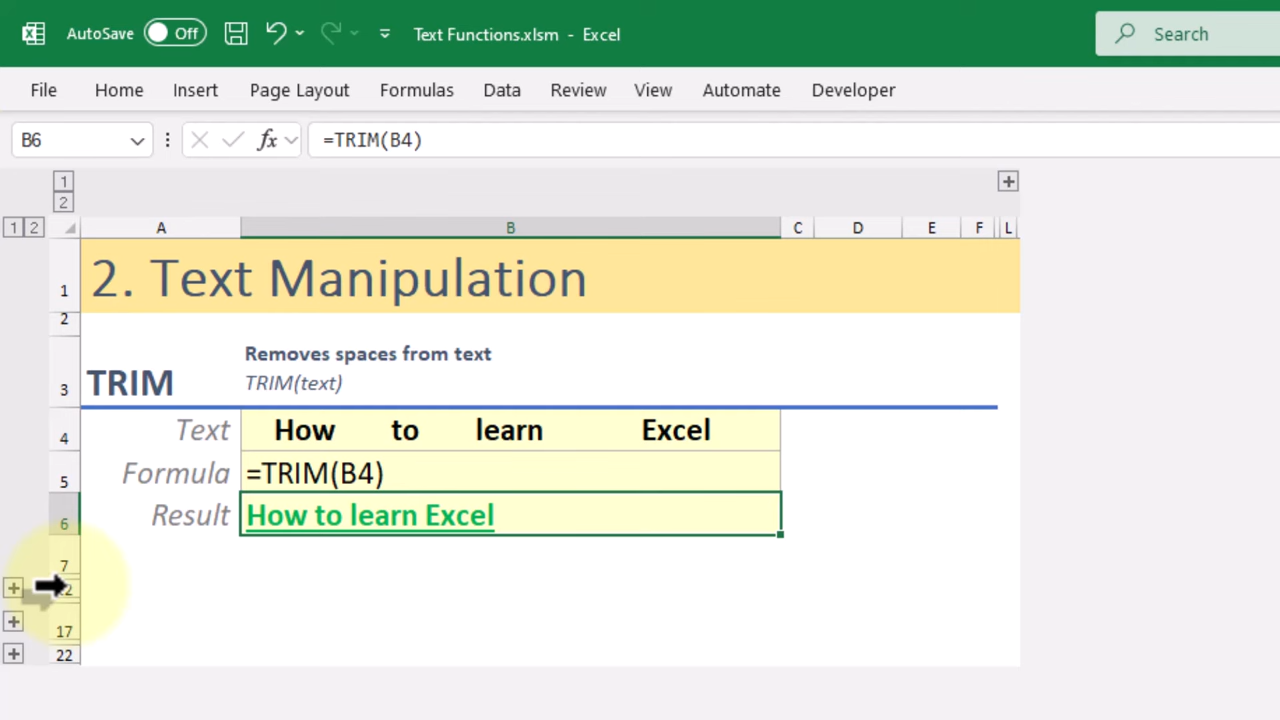 AutoSave Off Text Functions.xlsm - Excel Search
File Home Insert Page Layout Formulas Data Review View Automate Developer
B6 fx =TRIM(B4)
1
2
1 2 A B C D E F L
1 2. Text Manipulation
2
Removes spaces from text
3 TRIM TRIM(text)
4 Text How to learn Excel
5 Formula =TRIM(B4)
6 Result How to learn Excel
7
17
22